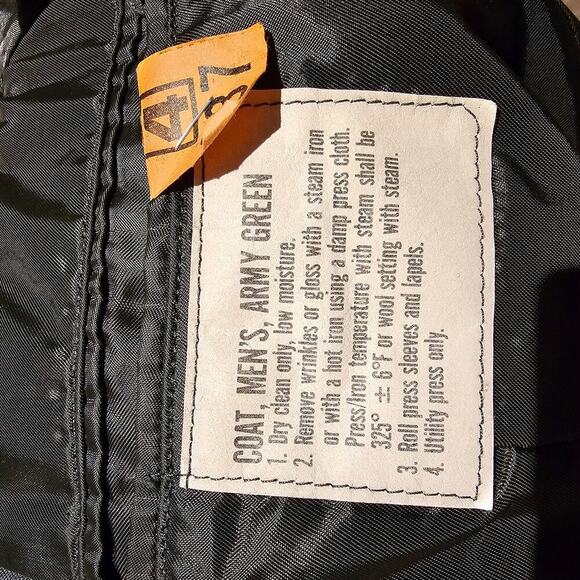 4
87
COAT, MEN'S, ARMY GREEN
1. Dry clean only, low moisture.
2. Remove wrinkles or gloss with a steam iron
or with a hot iron using a damp press cloth.
Press/Iron temperature with steam shall be
325° ± 6°F or wool setting with steam.
3. Roll press sleeves and lapels.
4. Utility press only.